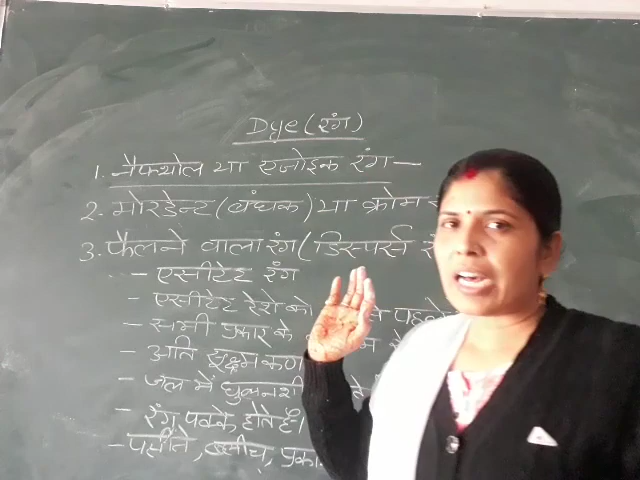 Dye (रंग)
1. नैफ्थोल या एजोइक रंग —
2. मोरडेन्ट (बंधक) या क्रोम
3. फैलने वाला रंग (डिस्पर्स
- एसीटेट रंग
- एसीटेट रेशे को पहले
- सभी प्रकार के
- अति सूक्ष्म कण
- जल में घुलनशी
- रंग पक्के होते हैं।
- पसीने, ब्लीच, प्रका